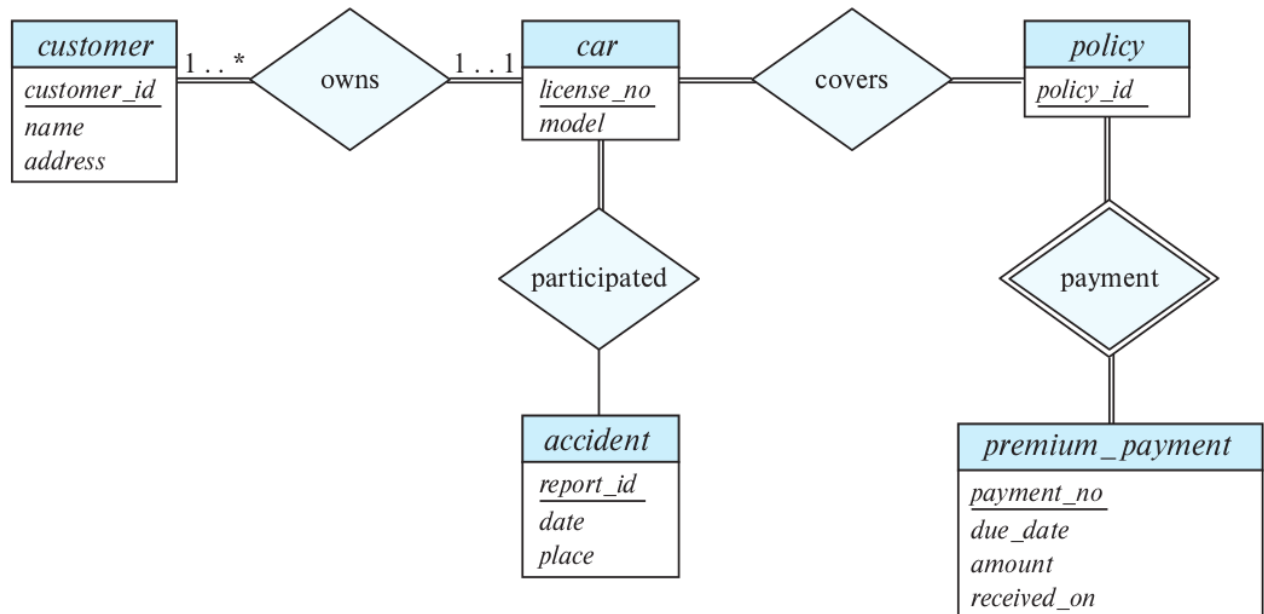 customer
customer_id
name
address
1 . . *
owns
1 . . 1
car
license_no
model
covers
policy
policy_id
participated
payment
accident
report_id
date
place
premium_payment
payment_no
due_date
amount
received_on